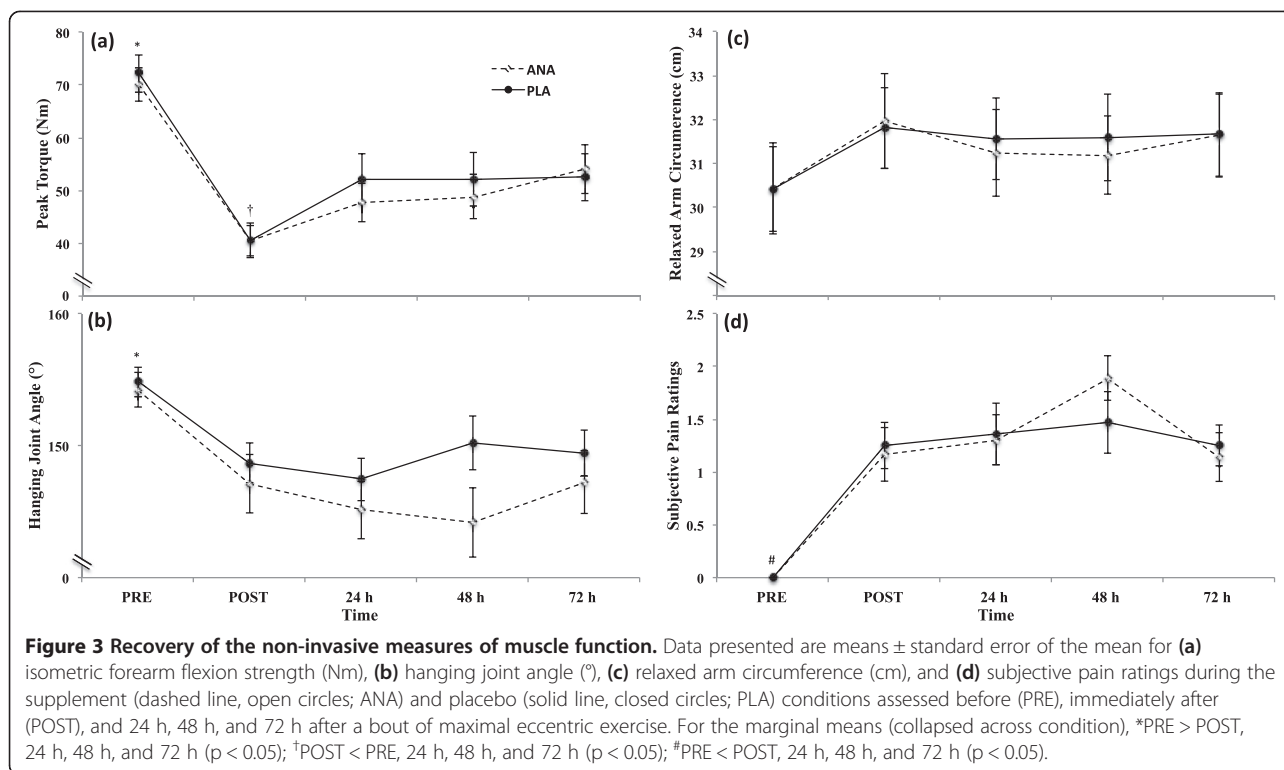 (a)
80
70
60
50
40
0
Peak Torque (Nm)
*
†
ANA
PLA
(c)
34
33
32
31
30
29
Relaxed Arm Circumerence (cm)
(b)
160
150
0
Hanging Joint Angle (°)
*
PRE POST 24 h 48 h 72 h
Time
(d)
2.5
2
1.5
1
0.5
0
Subjective Pain Ratings
#
PRE POST 24 h 48 h 72 h
Time
Figure 3 Recovery of the non-invasive measures of muscle function. Data presented are means ± standard error of the mean for (a)
isometric forearm flexion strength (Nm), (b) hanging joint angle (°), (c) relaxed arm circumference (cm), and (d) subjective pain ratings during the
supplement (dashed line, open circles; ANA) and placebo (solid line, closed circles; PLA) conditions assessed before (PRE), immediately after
(POST), and 24 h, 48 h, and 72 h after a bout of maximal eccentric exercise. For the marginal means (collapsed across condition), *PRE > POST,
24 h, 48 h, and 72 h (p < 0.05); †POST < PRE, 24 h, 48 h, and 72 h (p < 0.05); #PRE < POST, 24 h, 48 h, and 72 h (p < 0.05).